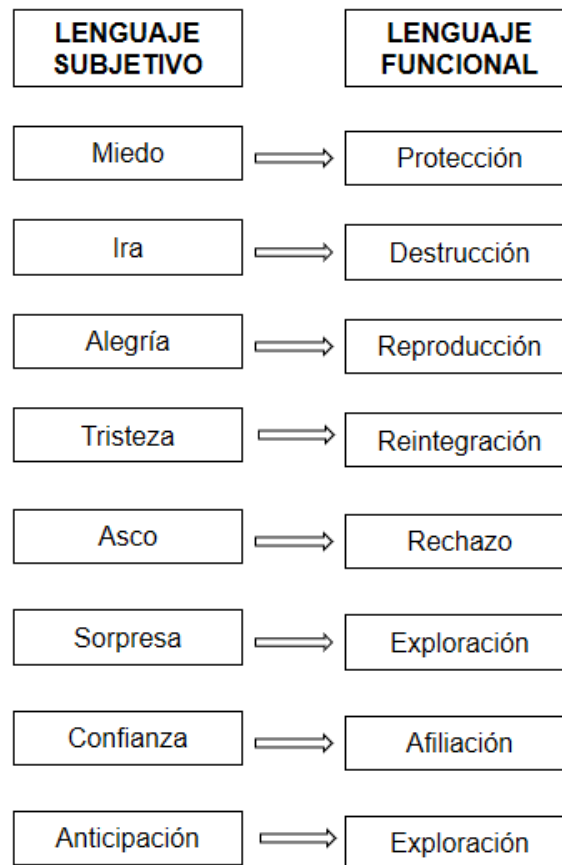 LENGUAJE
SUBJETIVO
LENGUAJE
FUNCIONAL
Miedo
Protección
Ira
Destrucción
Alegría
Reproducción
Tristeza
Reintegración
Asco
Rechazo
Sorpresa
Exploración
Confianza
Afiliación
Anticipación
Exploración